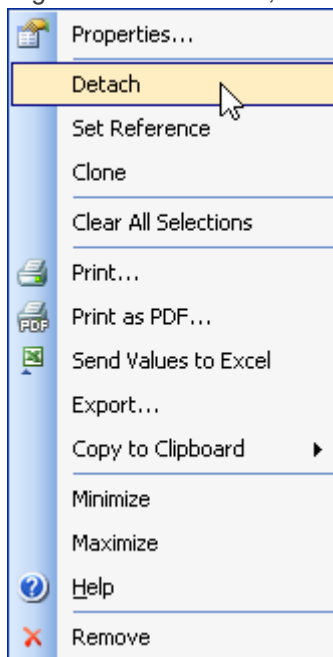 Properties...
Detach
Set Reference
Clone
Clear All Selections
Print...
PDF
Print as PDF...
Send Values to Excel
Export...
Copy to Clipboard
Minimize
Maximize
Help
Remove